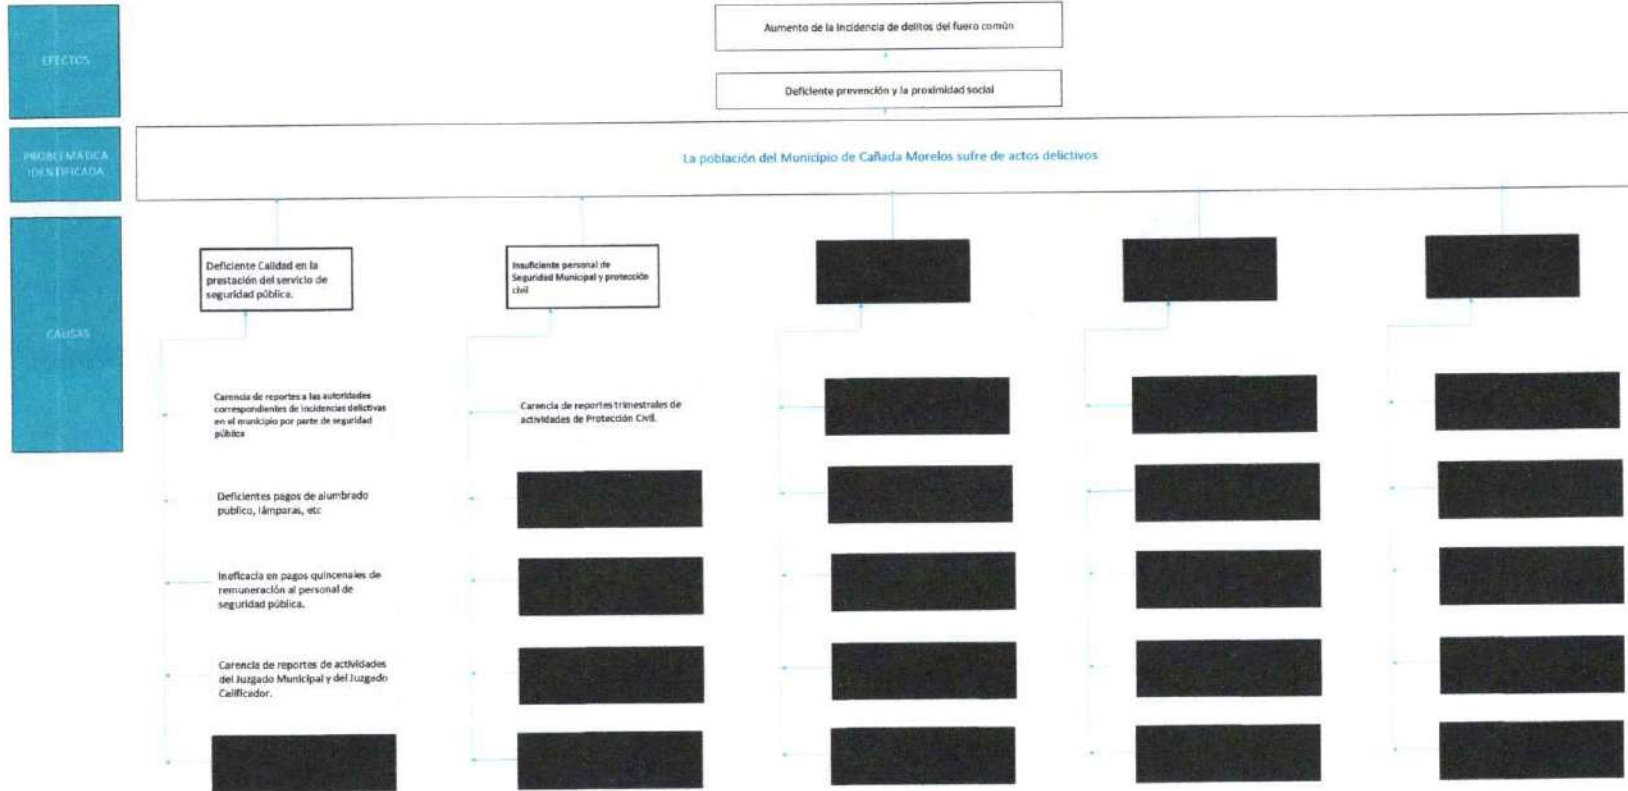 EFECTOS
Aumento de la incidencia de delitos del fuero común
Deficiente prevención y la proximidad social
PROBLEMÁTICA
IDENTIFICADA
La población del Municipio de Cañada Morelos sufre de actos delictivos
CAUSAS
Deficiente Calidad en la
prestación del servicio de
seguridad pública.
Insuficiente personal de
Seguridad Municipal y protección
civil
Carencia de reportes a las autoridades
correspondientes de incidencias delictivas
en el municipio por parte de seguridad
pública
Carencia de reportes trimestrales de
actividades de Protección Civil.
Deficientes pagos de alumbrado
publico, lámparas, etc
Ineficacia en pagos quincenales de
remuneración al personal de
seguridad pública.
Carencia de reportes de actividades
del Juzgado Municipal y del Juzgado
Calificador.